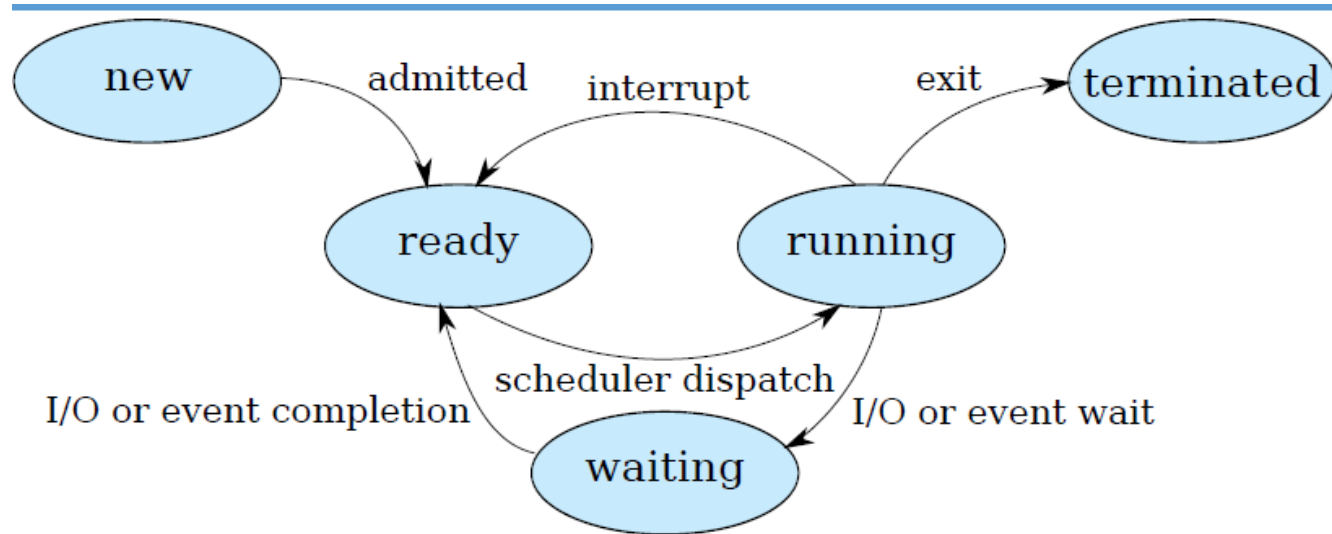 new
admitted
interrupt
exit
terminated
ready
running
scheduler dispatch
I/O or event completion
I/O or event wait
waiting